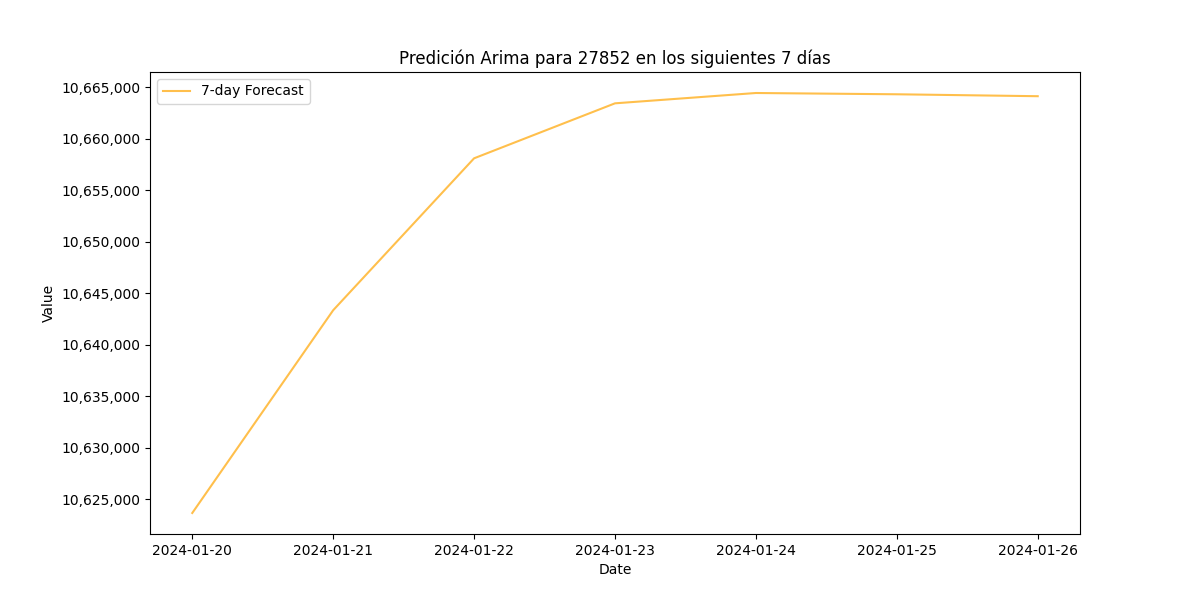 Predición Arima para 27852 en los siguientes 7 días
7-day Forecast
10,665,000
10,660,000
10,655,000
10,650,000
10,645,000
10,640,000
10,635,000
10,630,000
10,625,000
Value
2024-01-20 2024-01-21 2024-01-22 2024-01-23 2024-01-24 2024-01-25 2024-01-26
Date